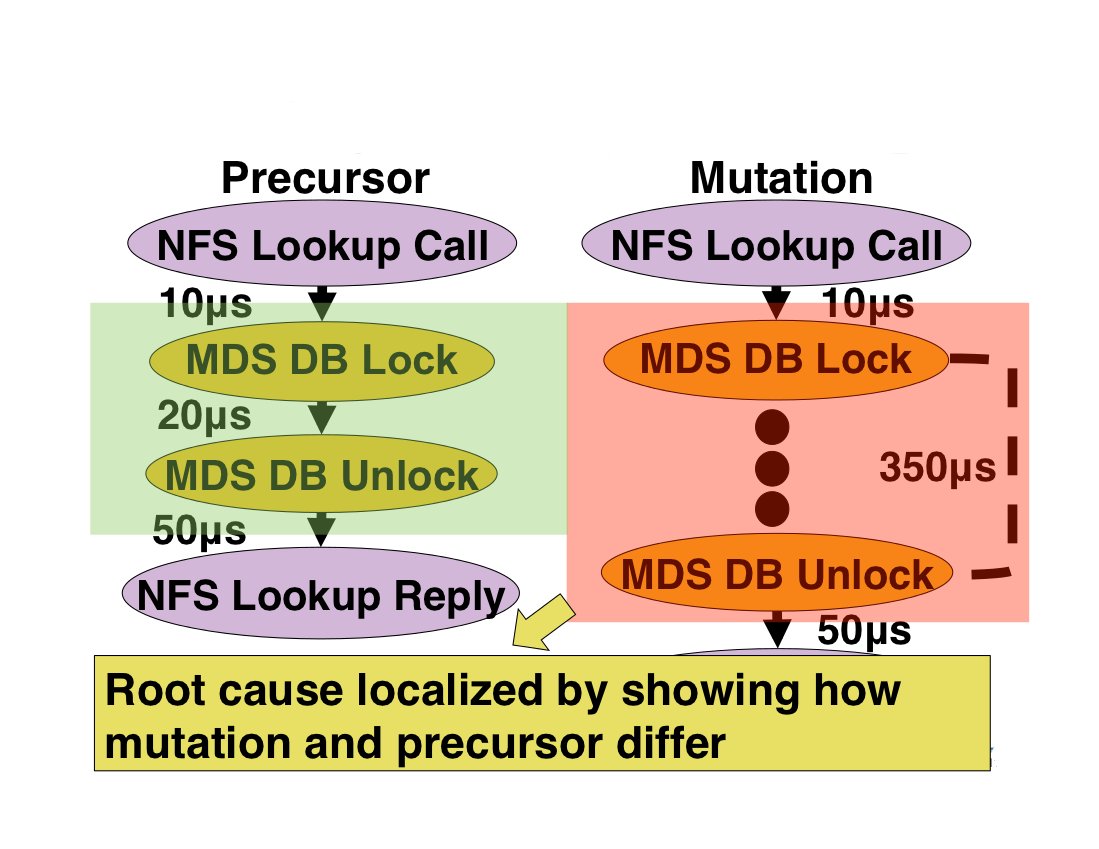 Precursor
NFS Lookup Call
10µs
MDS DB Lock
20µs
MDS DB Unlock
50µs
NFS Lookup Reply
Mutation
NFS Lookup Call
10µs
MDS DB Lock
350µs
MDS DB Unlock
50µs
Root cause localized by showing how
mutation and precursor differ